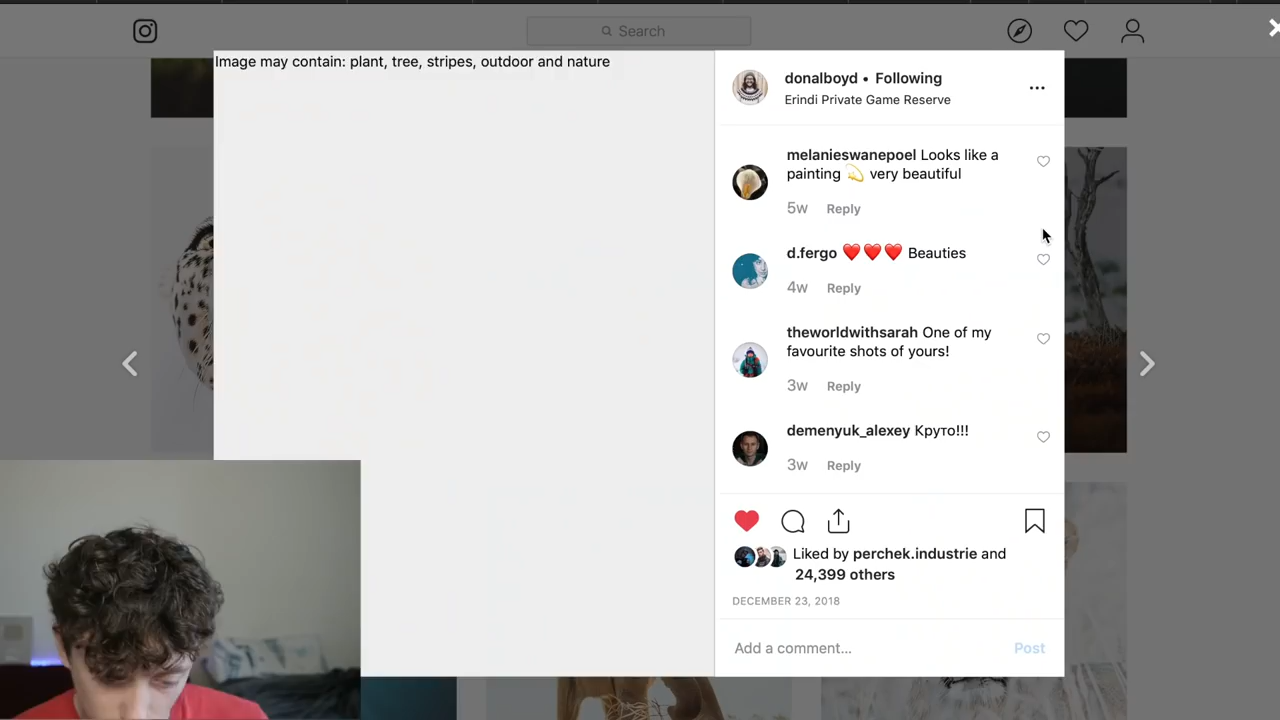 Search
Image may contain: plant, tree, stripes, outdoor and nature
donalboyd • Following
Erindi Private Game Reserve
melanieswanepoel Looks like a
painting 💫 very beautiful
5w Reply
d.fergo ❤️❤️❤️ Beauties
4w Reply
theworldwithsarah One of my
favourite shots of yours!
3w Reply
demenyuk_alexey Круто!!!
3w Reply
Liked by perchek.industrie and
24,399 others
DECEMBER 23, 2018
Add a comment...
Post